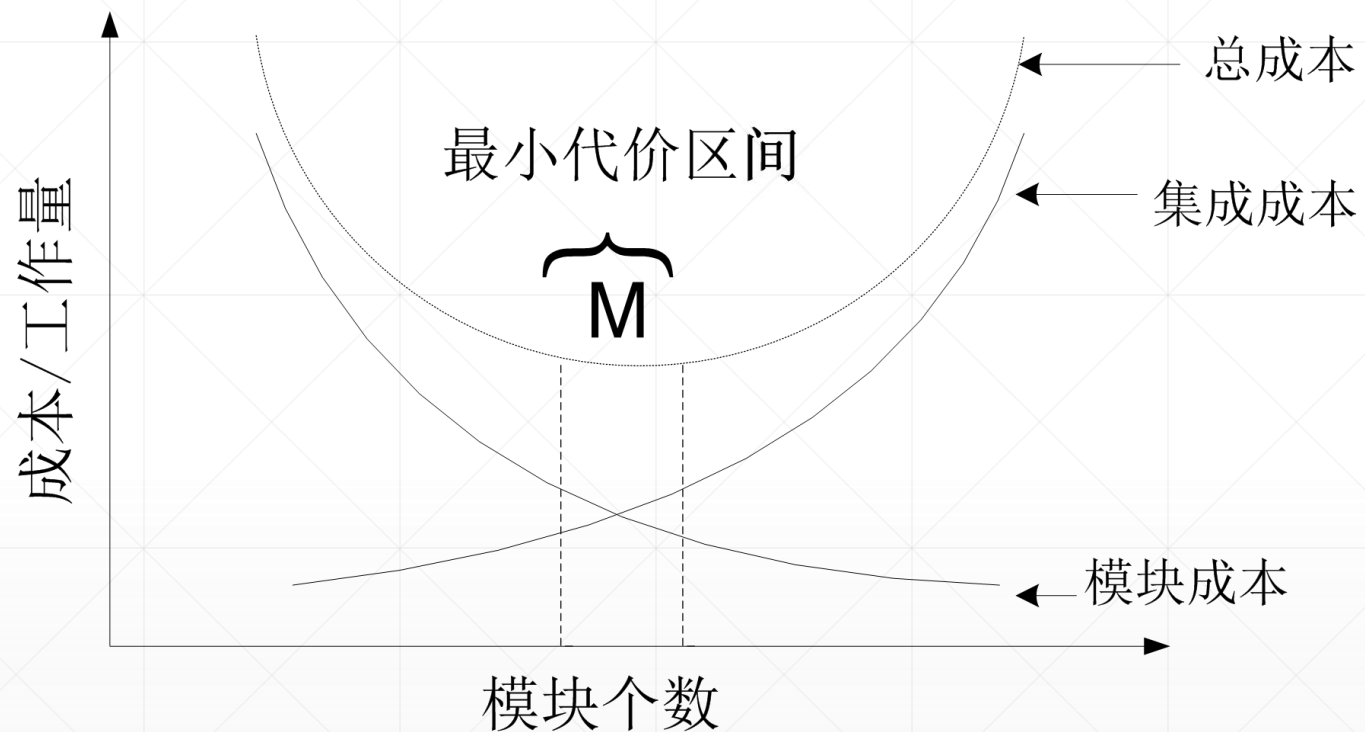 总成本
最小代价区间
集成成本
M
成本/工作量
模块成本
模块个数